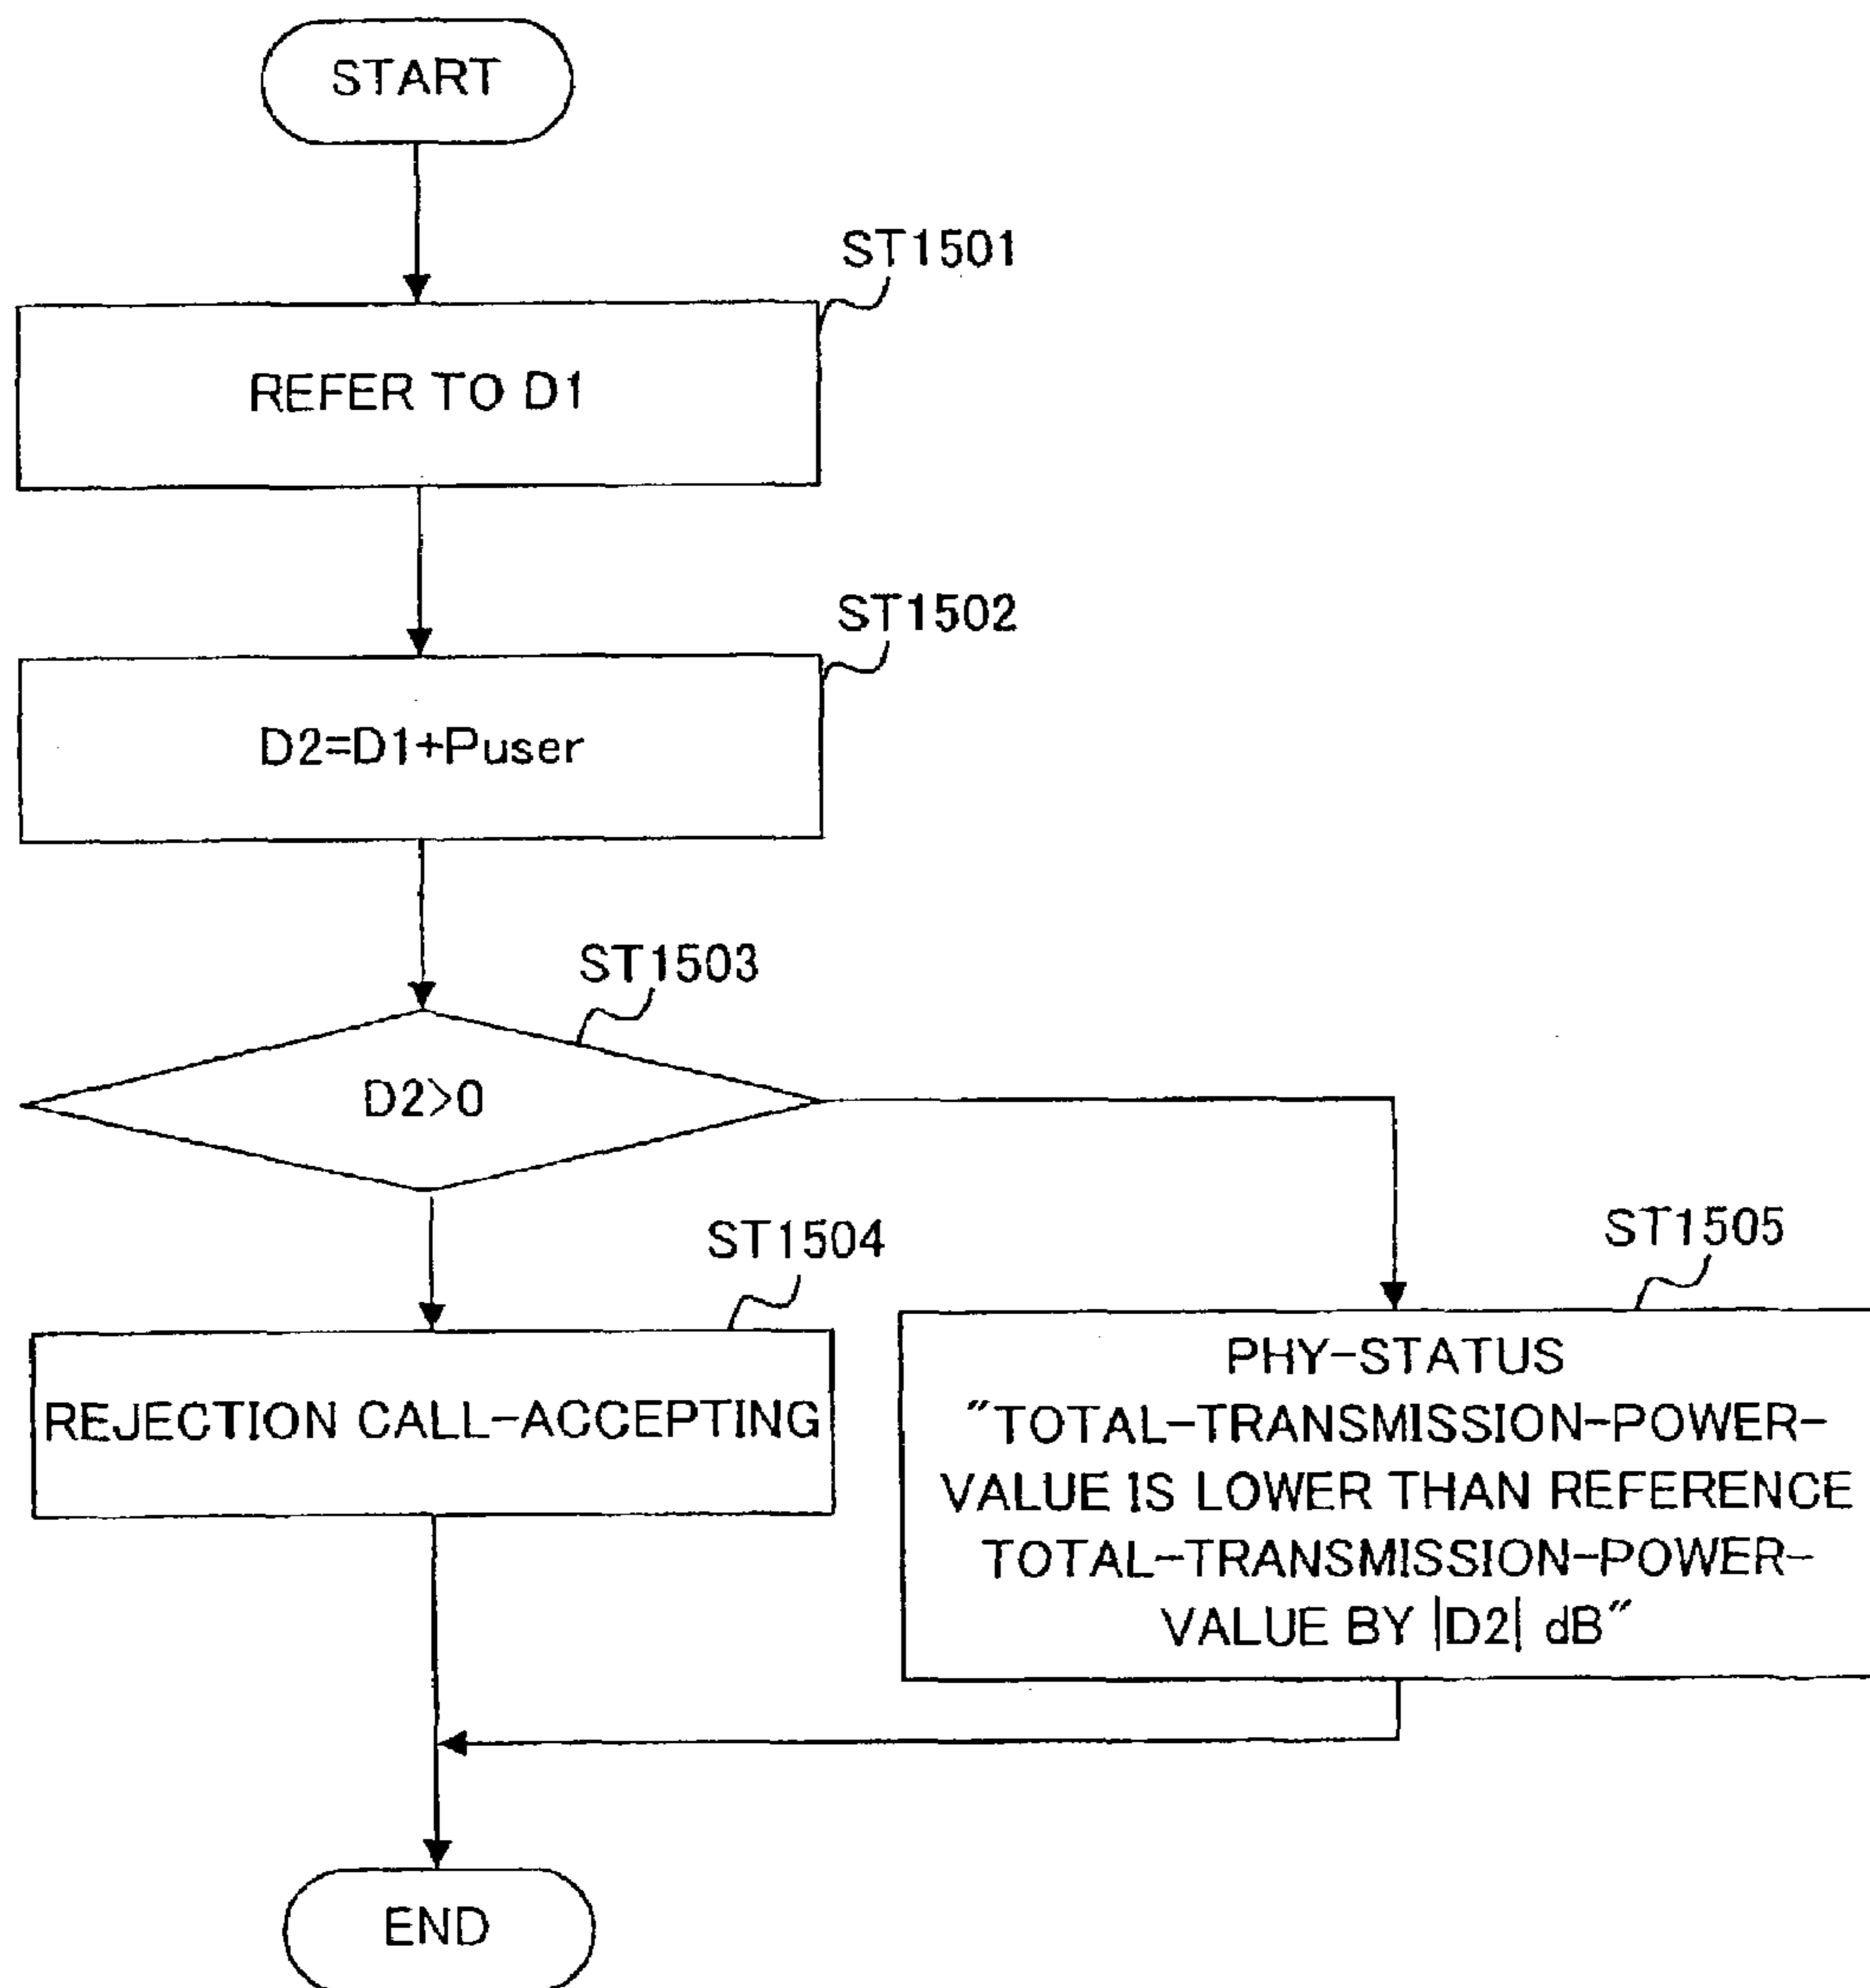 START
ST1501
REFER TO D1
ST1502
D2=D1+Puser
ST1503
D2>0
ST1504
REJECTION CALL-ACCEPTING
ST1505
PHY-STATUS
"TOTAL-TRANSMISSION-POWER-
VALUE IS LOWER THAN REFERENCE
TOTAL-TRANSMISSION-POWER-
VALUE BY |D2| dB"
END